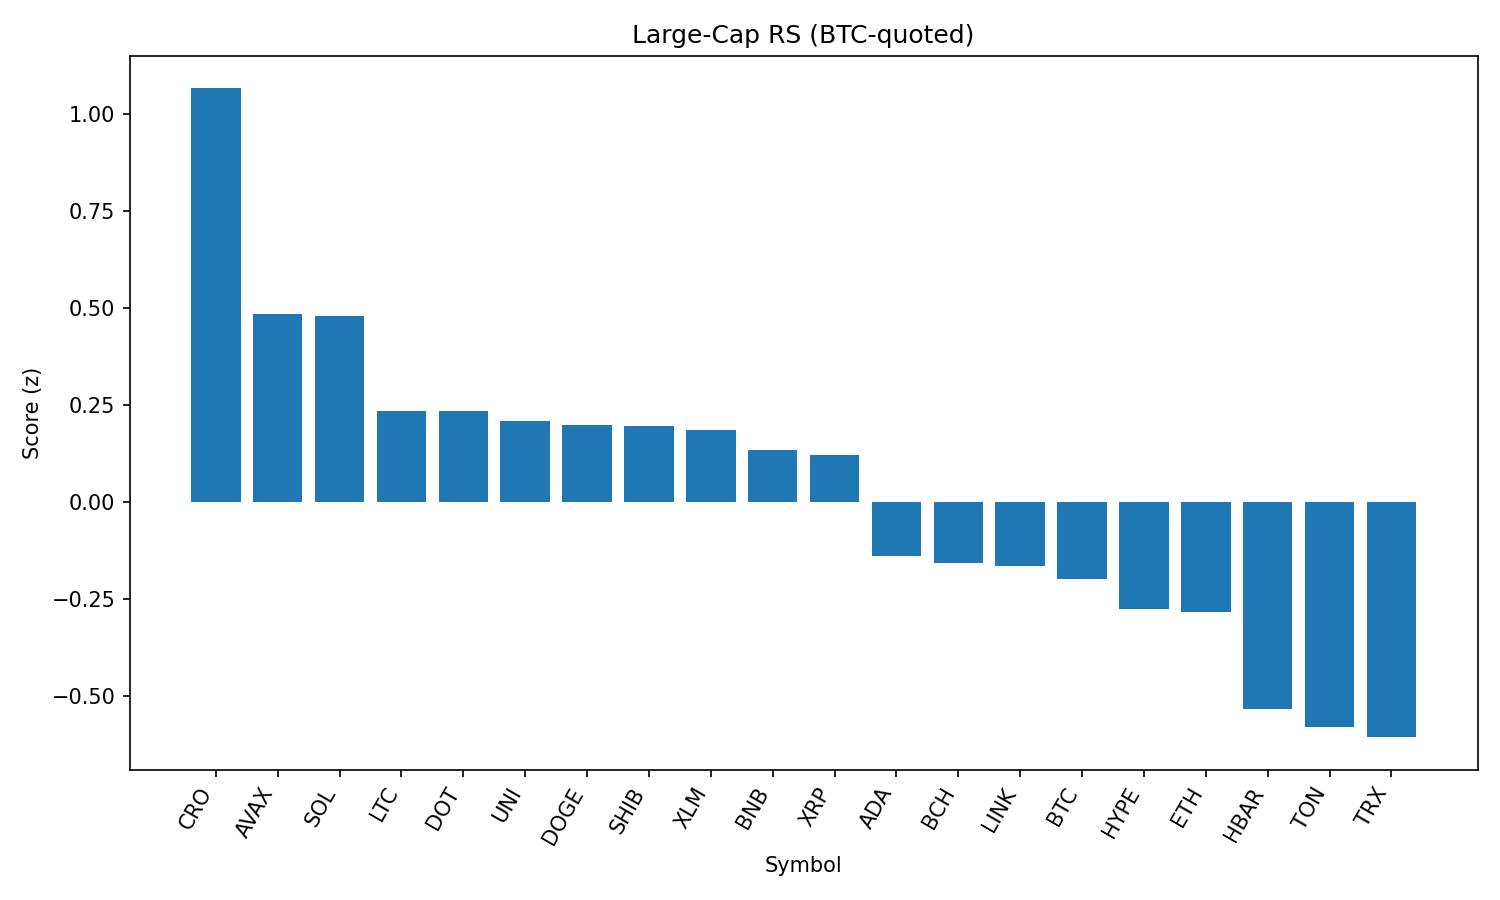 Large-Cap RS (BTC-quoted)
Score (z)
1.00
0.75
0.50
0.25
0.00
−0.25
−0.50
CRO
AVAX
SOL
LTC
DOT
UNI
DOGE
SHIB
XLM
BNB
XRP
ADA
BCH
LINK
BTC
HYPE
ETH
HBAR
TON
TRX
Symbol